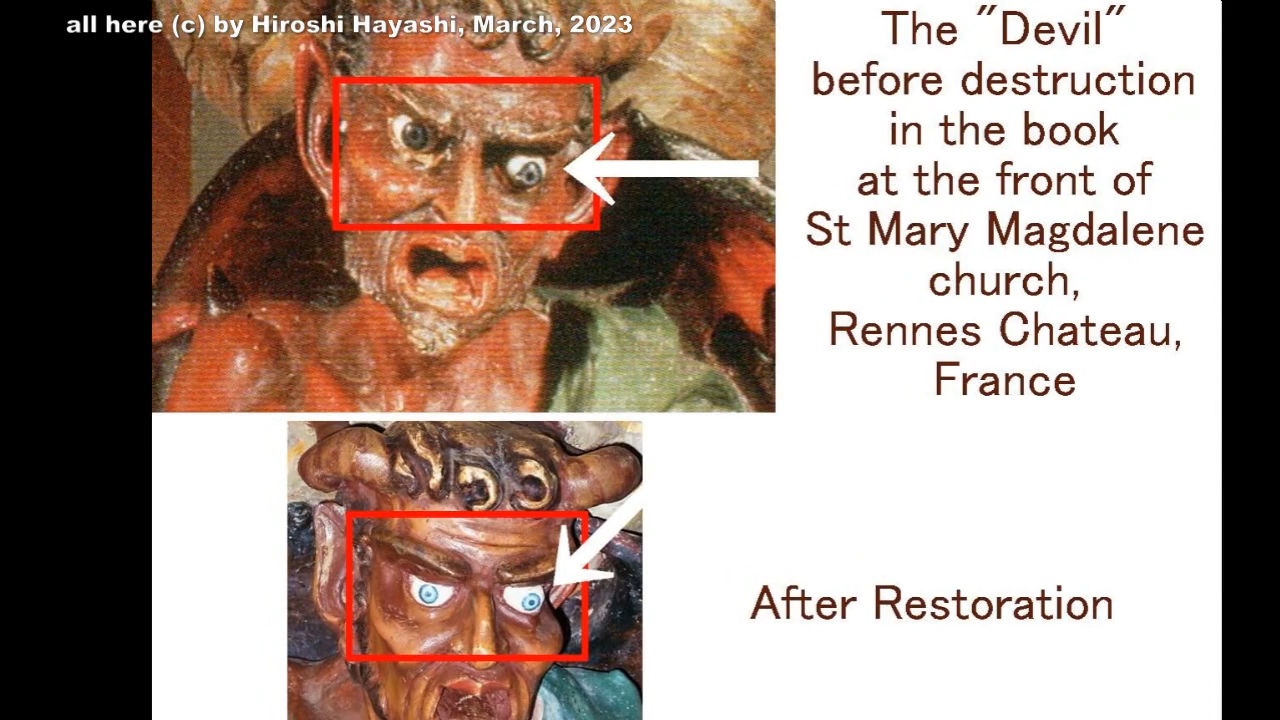 all here (c) by Hiroshi Hayashi, March, 2023
The "Devil"
before destruction
in the book
at the front of
St Mary Magdalene
church,
Rennes Chateau,
France
After Restoration